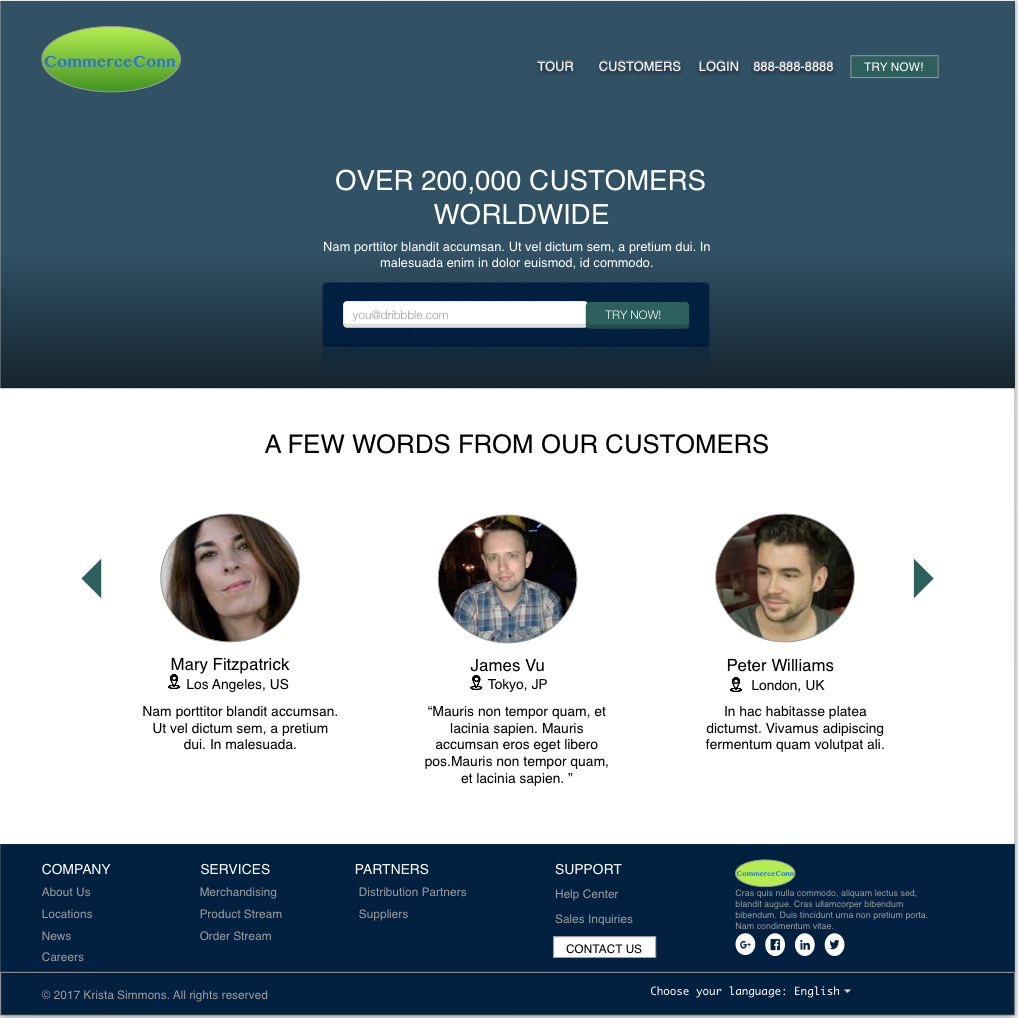 CommerceConn
TOUR CUSTOMERS LOGIN 888-888-8888 TRY NOW!
OVER 200,000 CUSTOMERS
WORLDWIDE
Nam porttitor blandit accumsan. Ut vel dictum sem, a pretium dui. In
malesuada enim in dolor euismod, id commodo.
you@dribbble.com TRY NOW!
A FEW WORDS FROM OUR CUSTOMERS
Mary Fitzpatrick
Los Angeles, US
Nam porttitor blandit accumsan.
Ut vel dictum sem, a pretium
dui. In malesuada.
James Vu
Tokyo, JP
“Mauris non tempor quam, et
lacinia sapien. Mauris
accumsan eros eget libero
pos.Mauris non tempor quam,
et lacinia sapien. ”
Peter Williams
London, UK
In hac habitasse platea
dictumst. Vivamus adipiscing
fermentum quam volutpat ali.
COMPANY
About Us
Locations
News
Careers
SERVICES
Merchandising
Product Stream
Order Stream
PARTNERS
Distribution Partners
Suppliers
SUPPORT
Help Center
Sales Inquiries
CONTACT US
CommerceConn
Cras quis nulla commodo, aliquam lectus sed,
blandit augue. Cras ullamcorper bibendum
bibendum. Duis tincidunt urna non pretium porta.
Nam condimentum vitae.
G+ in
© 2017 Krista Simmons. All rights reserved
Choose your language: English